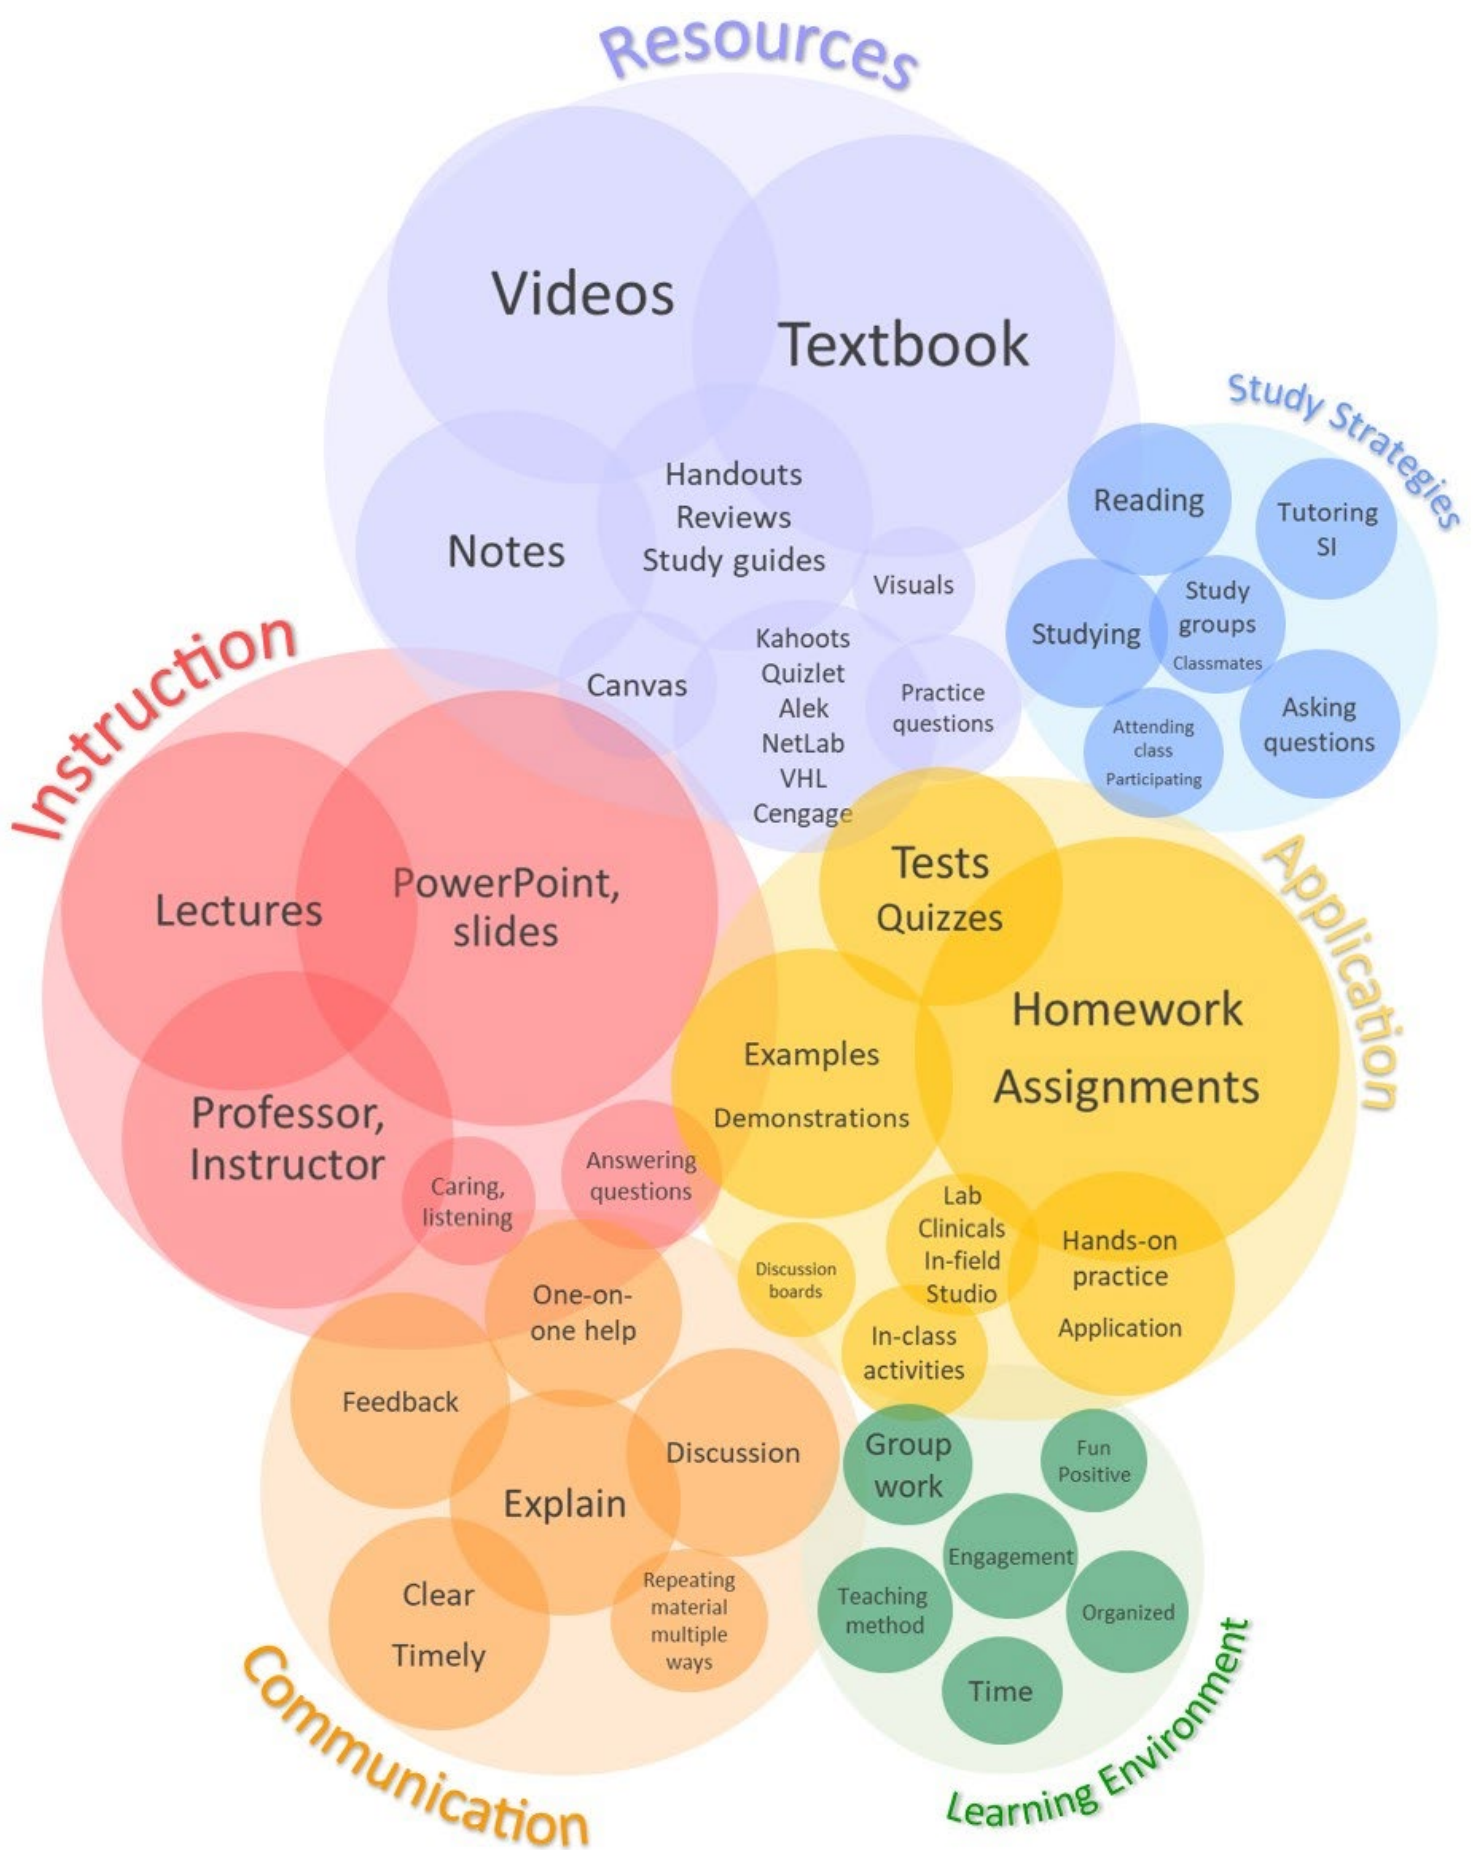 Resources
Videos
Textbook
Handouts
Reviews
Study guides
Notes
Visuals
Canvas
Kahoots
Quizlet
Alek
NetLab
VHL
Cengage
Practice
questions
Study Strategies
Reading
Tutoring
SI
Studying
Study
groups
Classmates
Attending
class
Participating
Asking
questions
Instruction
Lectures
PowerPoint,
slides
Professor,
Instructor
Caring,
listening
Answering
questions
Application
Tests
Quizzes
Homework
Assignments
Examples
Demonstrations
Lab
Clinicals
In-field
Studio
Hands-on
practice
Application
Discussion
boards
In-class
activities
Communication
One-on-
one help
Feedback
Discussion
Explain
Clear
Timely
Repeating
material
multiple
ways
Learning Environment
Group
work
Fun
Positive
Engagement
Teaching
method
Organized
Time